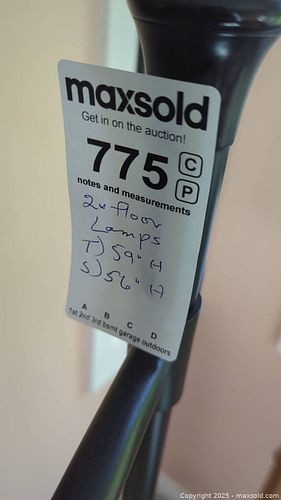 maxsold
Get in on the auction!
775 C
P
notes and measurements
2x floor
Lamps
T) 59" H
S) 56" H
A B C D
1st 2nd 3rd bsmt garage outdoors
Copyright 2025 - maxsold.com